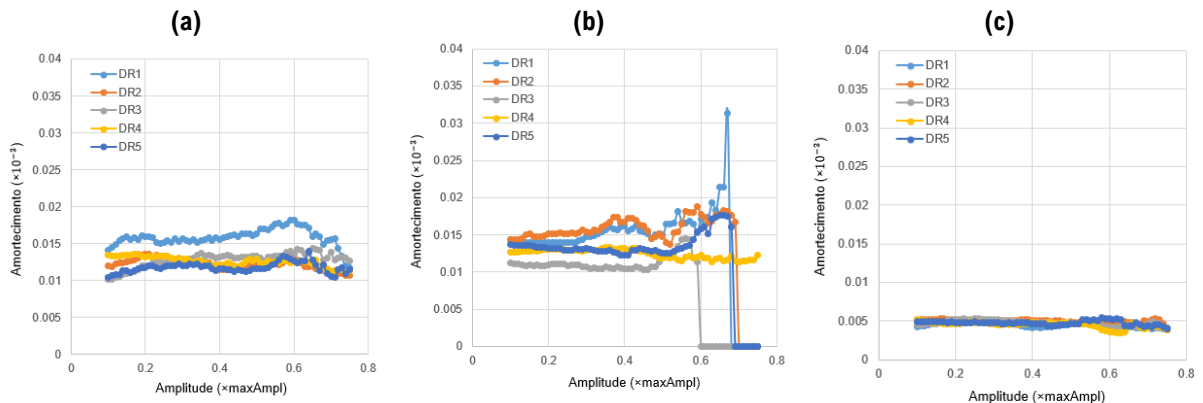 (a)
0.04
0.035
0.03
0.025
0.02
0.015
0.01
0.005
0
Amortecimento (×10⁻³)
DR1
DR2
DR3
DR4
DR5
0
0.2
0.4
0.6
0.8
Amplitude (×maxAmpl)
(b)
0.04
0.035
0.03
0.025
0.02
0.015
0.01
0.005
0
Amortecimento (×10⁻³)
DR1
DR2
DR3
DR4
DR5
0
0.2
0.4
0.6
0.8
Amplitude (×maxAmpl)
(c)
0.04
0.035
0.03
0.025
0.02
0.015
0.01
0.005
0
Amortecimento (×10⁻³)
DR1
DR2
DR3
DR4
DR5
0
0.2
0.4
0.6
0.8
Amplitude (×maxAmpl)